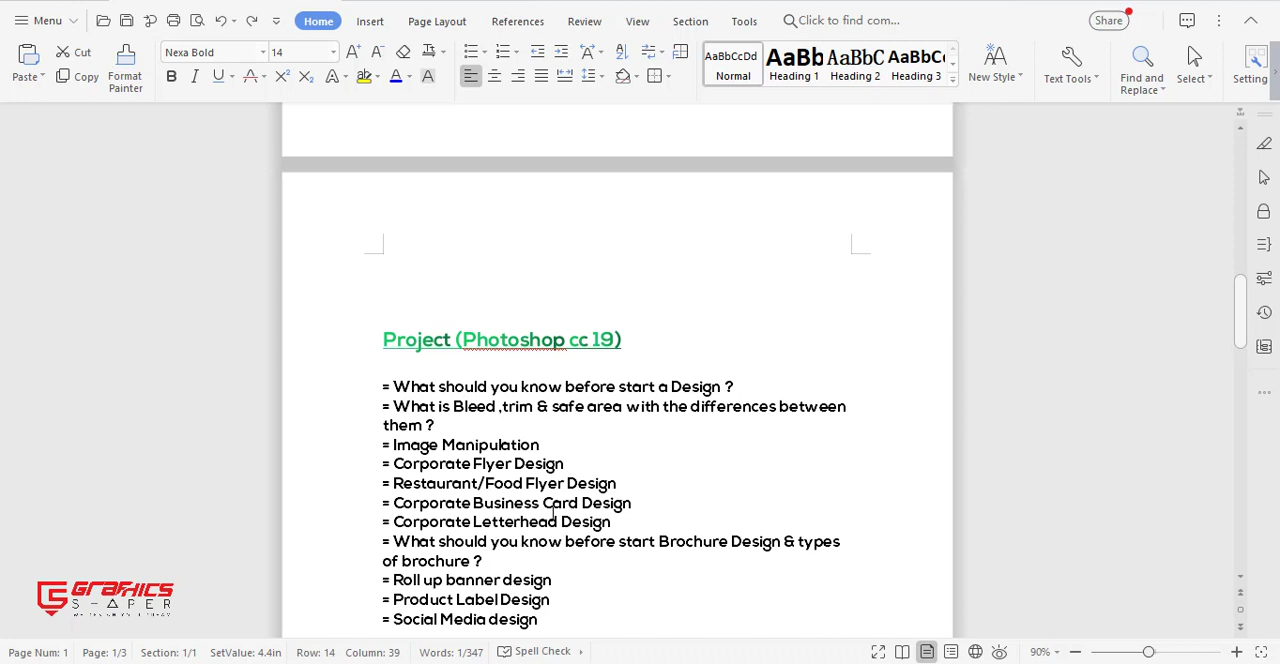 Menu Home Insert Page Layout References Review View Section Tools Click to find com... Share
Cut Nexa Bold 14 AaBbCcDd AaBb AaBbC AaBbC
Paste Copy Format Painter Normal Heading 1 Heading 2 Heading 3 New Style Text Tools Find and Replace Select Setting
Project (Photoshop cc 19)
= What should you know before start a Design ?
= What is Bleed ,trim & safe area with the differences between
them ?
= Image Manipulation
= Corporate Flyer Design
= Restaurant/Food Flyer Design
= Corporate Business Card Design
= Corporate Letterhead Design
= What should you know before start Brochure Design & types
of brochure ?
= Roll up banner design
= Product Label Design
= Social Media design
GRAFHICS
S-APER
Page Num: 1 Page: 1/3 Section: 1/1 SetValue: 4.4in Row: 14 Column: 39 Words: 1/347 Spell Check 90%